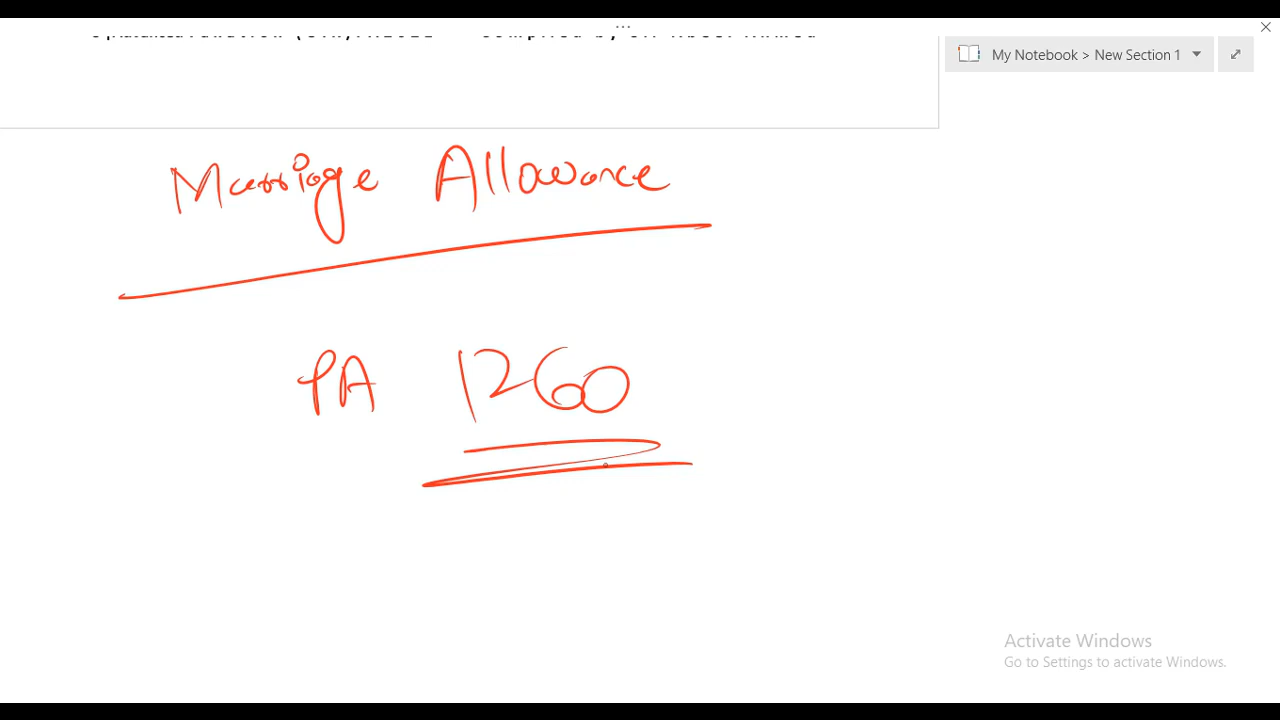 My Notebook > New Section 1
Marriage Allowance
PA 1260
Activate Windows
Go to Settings to activate Windows.